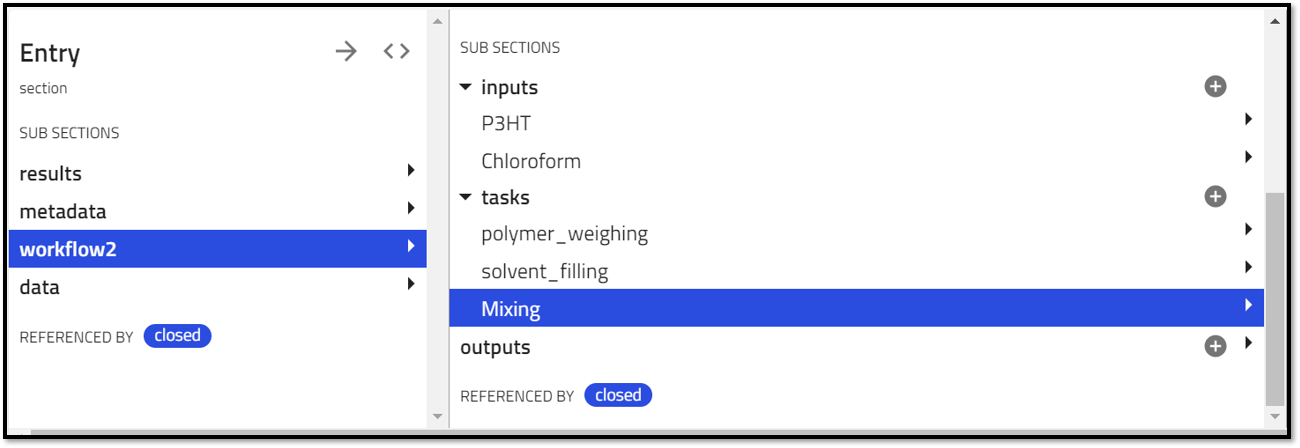 Entry
section
SUB SECTIONS
results
metadata
workflow2
data
REFERENCED BY closed
SUB SECTIONS
inputs
P3HT
Chloroform
tasks
polymer_weighing
solvent_filling
Mixing
outputs
REFERENCED BY closed